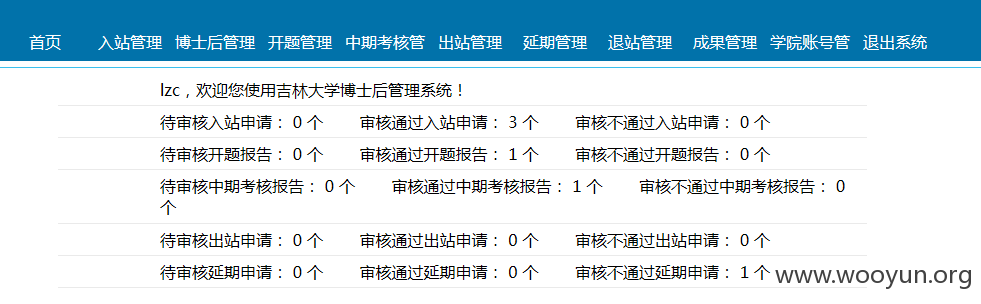 首页 入站管理 博士后管理 开题管理 中期考核管 出站管理 延期管理 退站管理 成果管理 学院账号管 退出系统
lzc，欢迎您使用吉林大学博士后管理系统！
待审核入站申请： 0 个 审核通过入站申请： 3 个 审核不通过入站申请： 0 个
待审核开题报告： 0 个 审核通过开题报告： 1 个 审核不通过开题报告： 0 个
待审核中期考核报告： 0 个 审核通过中期考核报告： 1 个 审核不通过中期考核报告： 0
个
待审核出站申请： 0 个 审核通过出站申请： 0 个 审核不通过出站申请： 0 个
待审核延期申请： 0 个 审核通过延期申请： 0 个 审核不通过延期申请： 1 个
www.wooyun.org